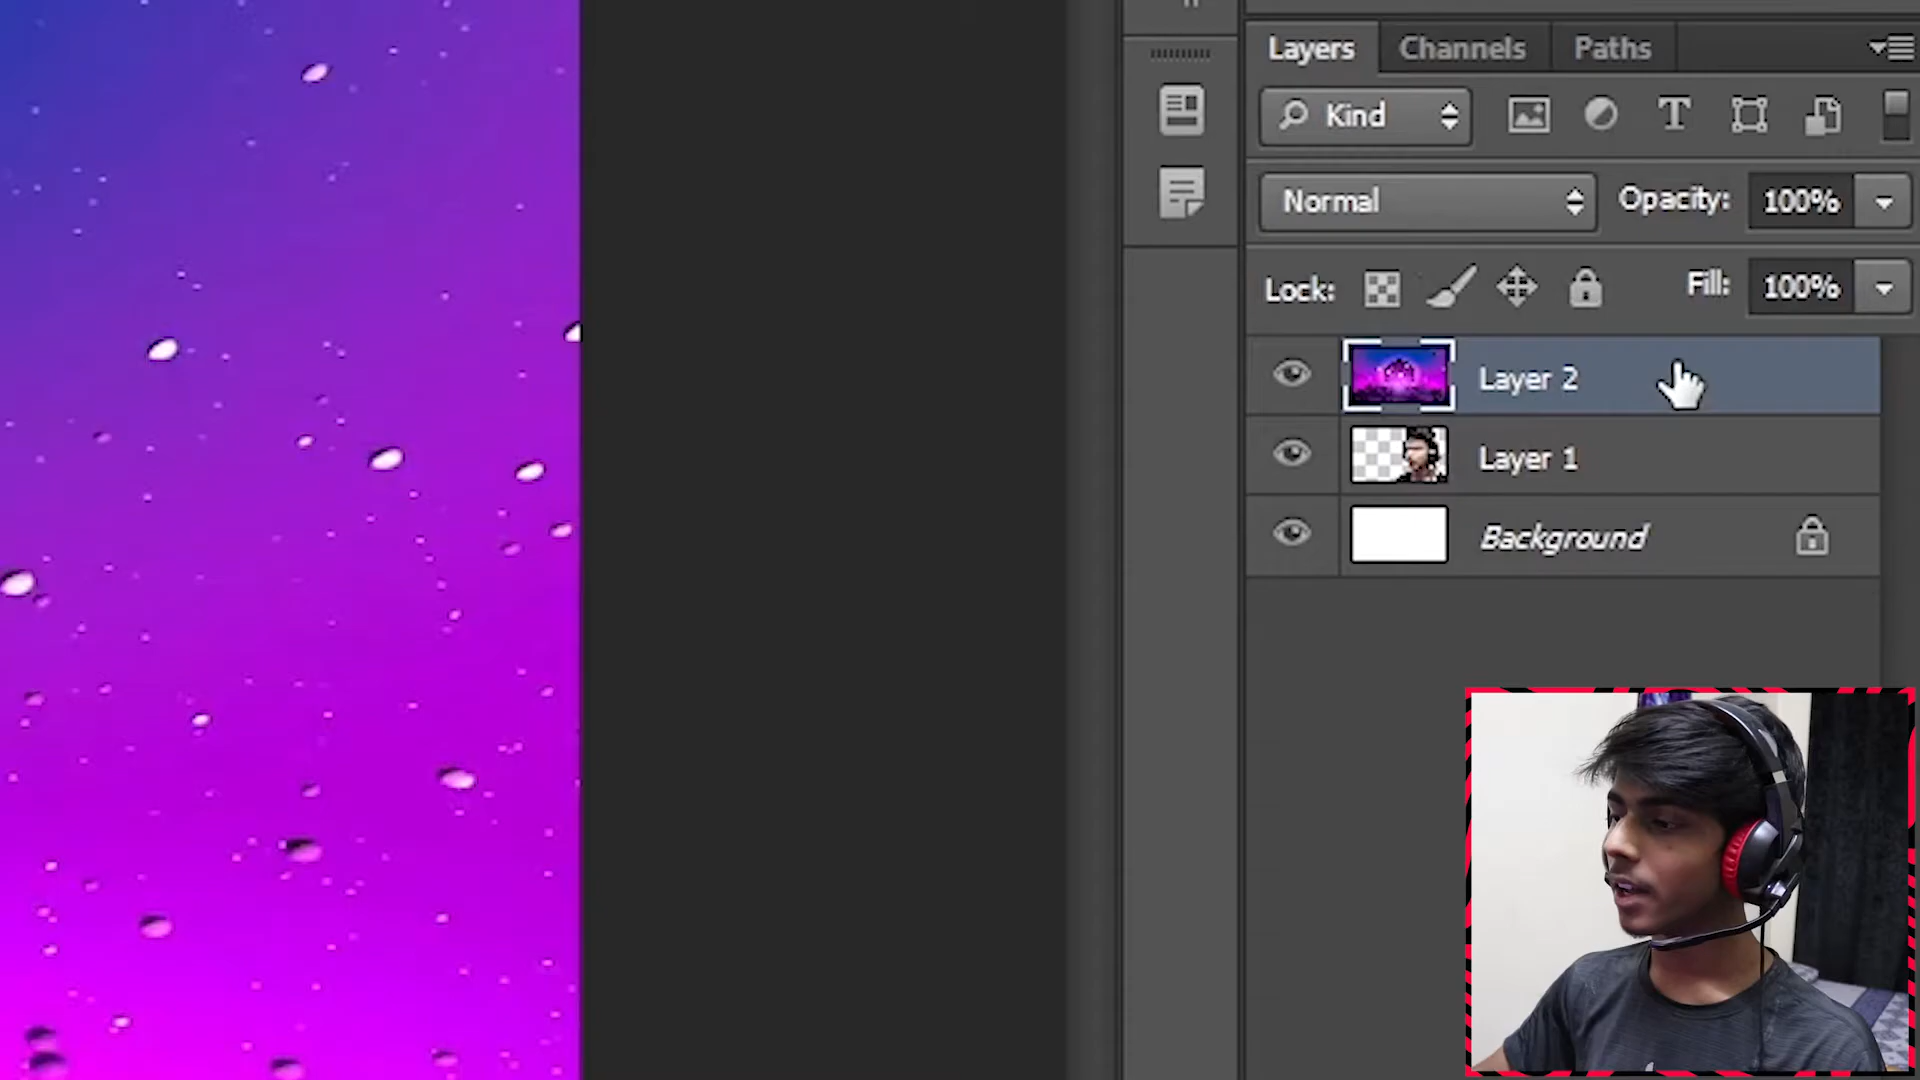 Layers Channels Paths
Kind
Normal Opacity: 100%
Lock: Fill: 100%
Layer 2
Layer 1
Background